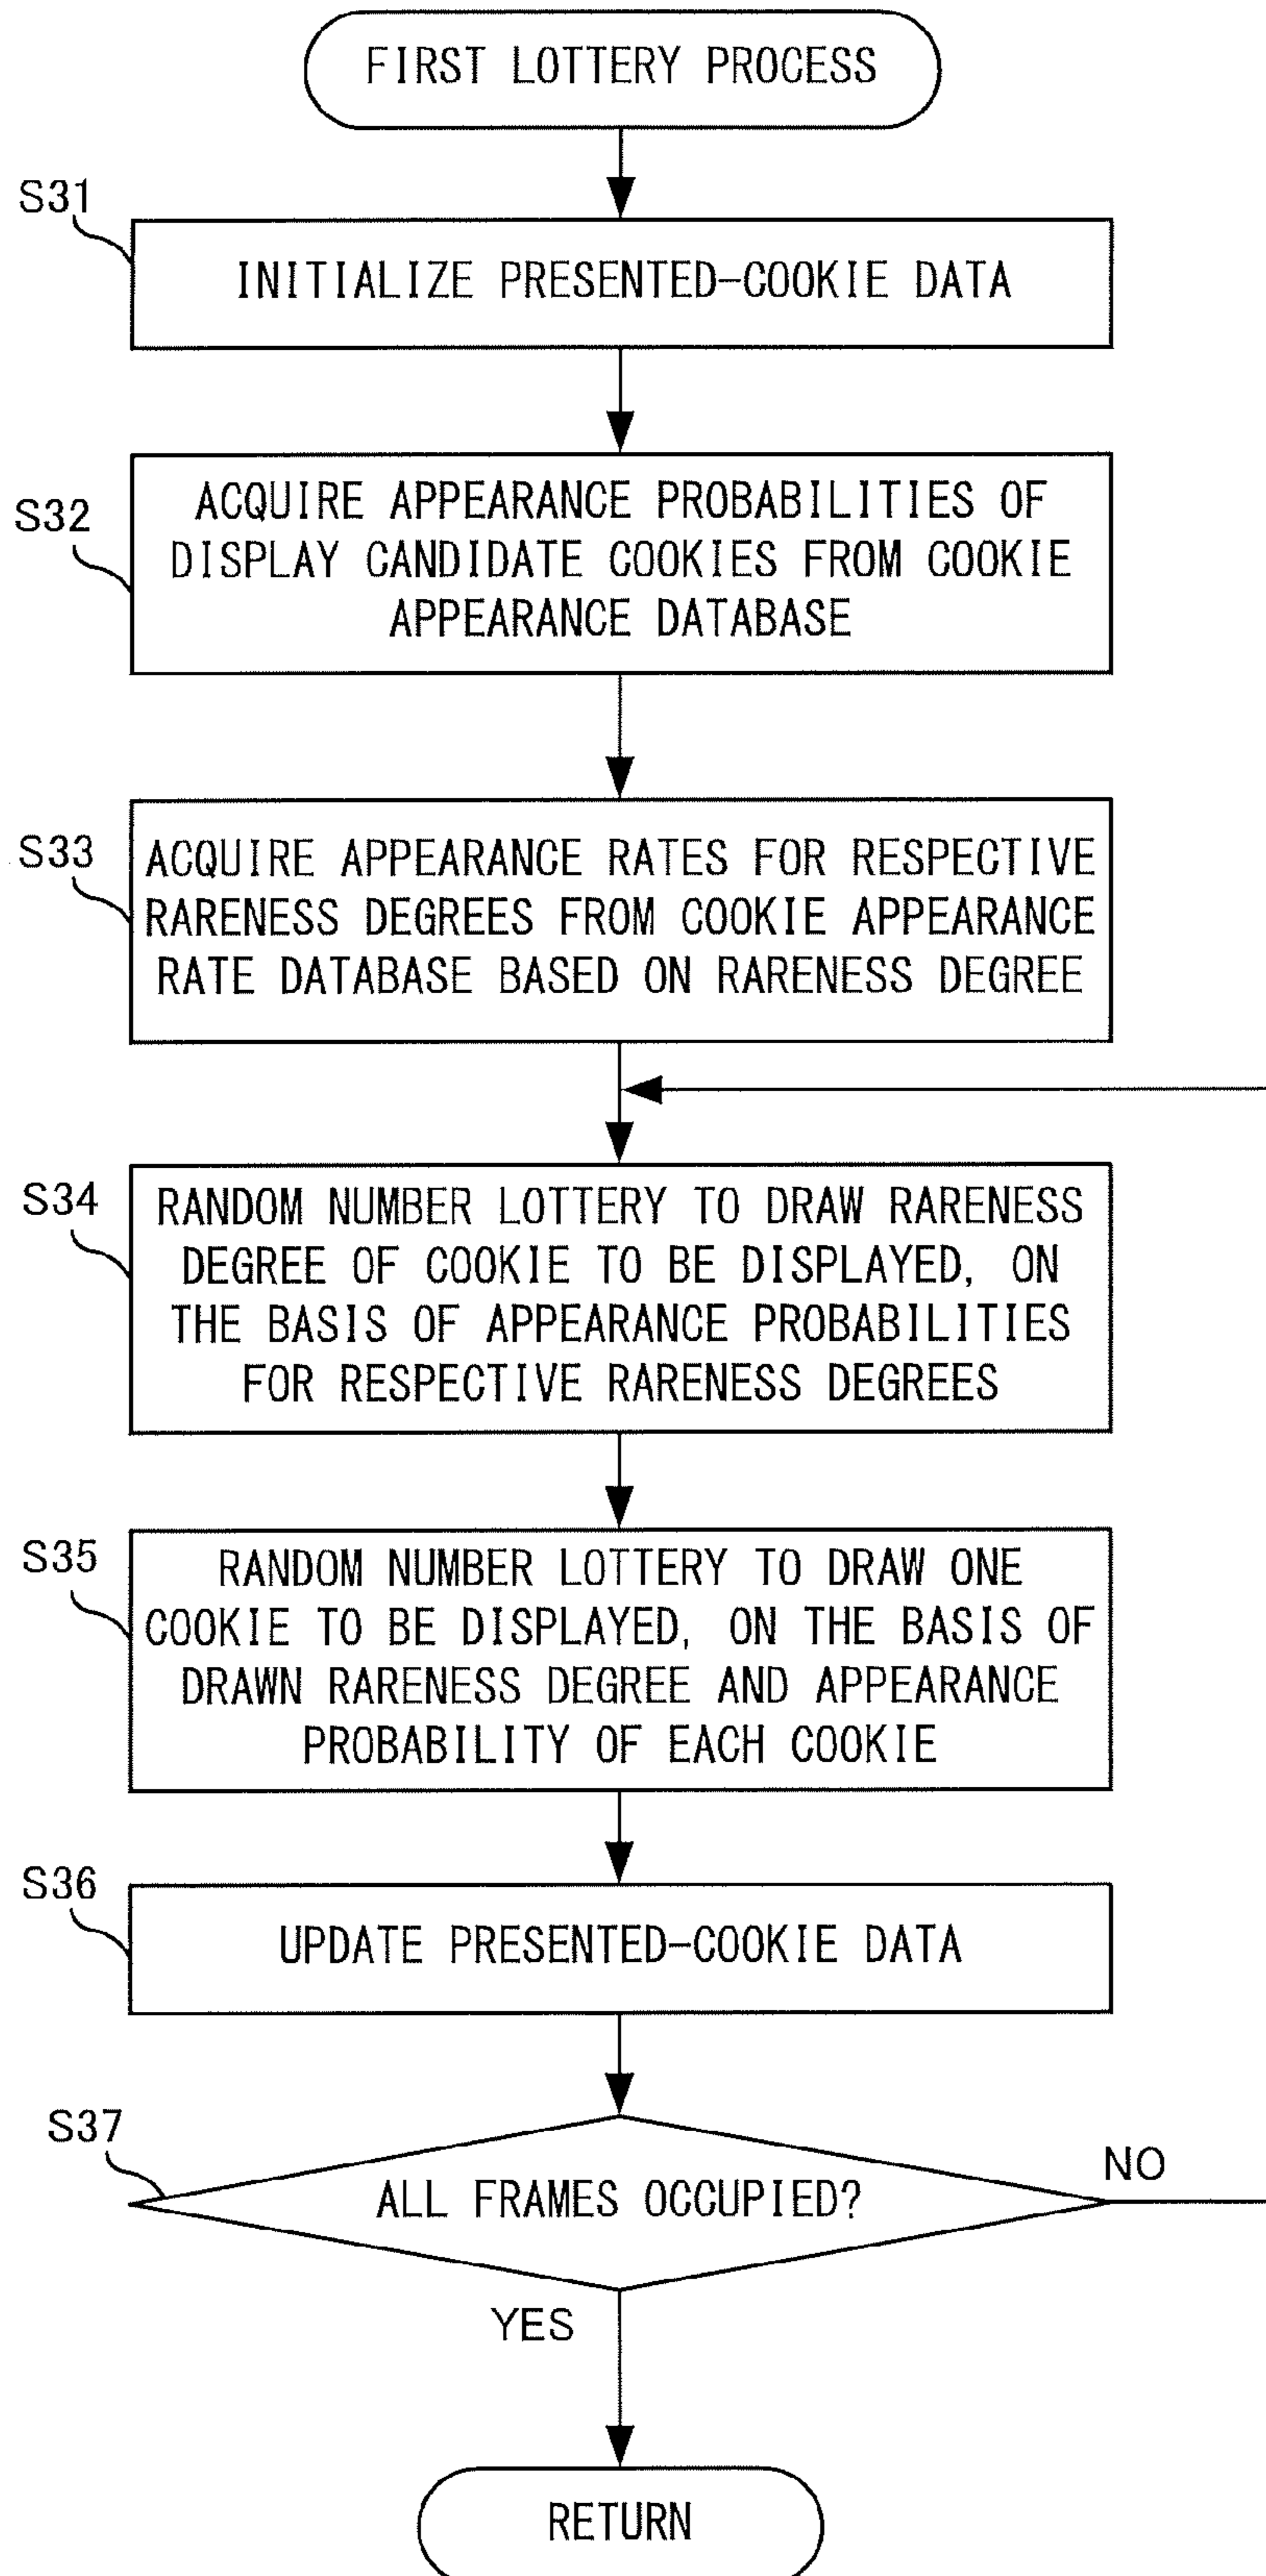 FIRST LOTTERY PROCESS
S31
INITIALIZE PRESENTED-COOKIE DATA
S32
ACQUIRE APPEARANCE PROBABILITIES OF
DISPLAY CANDIDATE COOKIES FROM COOKIE
APPEARANCE DATABASE
S33
ACQUIRE APPEARANCE RATES FOR RESPECTIVE
RARENESS DEGREES FROM COOKIE APPEARANCE
RATE DATABASE BASED ON RARENESS DEGREE
S34
RANDOM NUMBER LOTTERY TO DRAW RARENESS
DEGREE OF COOKIE TO BE DISPLAYED, ON
THE BASIS OF APPEARANCE PROBABILITIES
FOR RESPECTIVE RARENESS DEGREES
S35
RANDOM NUMBER LOTTERY TO DRAW ONE
COOKIE TO BE DISPLAYED, ON THE BASIS OF
DRAWN RARENESS DEGREE AND APPEARANCE
PROBABILITY OF EACH COOKIE
S36
UPDATE PRESENTED-COOKIE DATA
S37
ALL FRAMES OCCUPIED?
NO
YES
RETURN